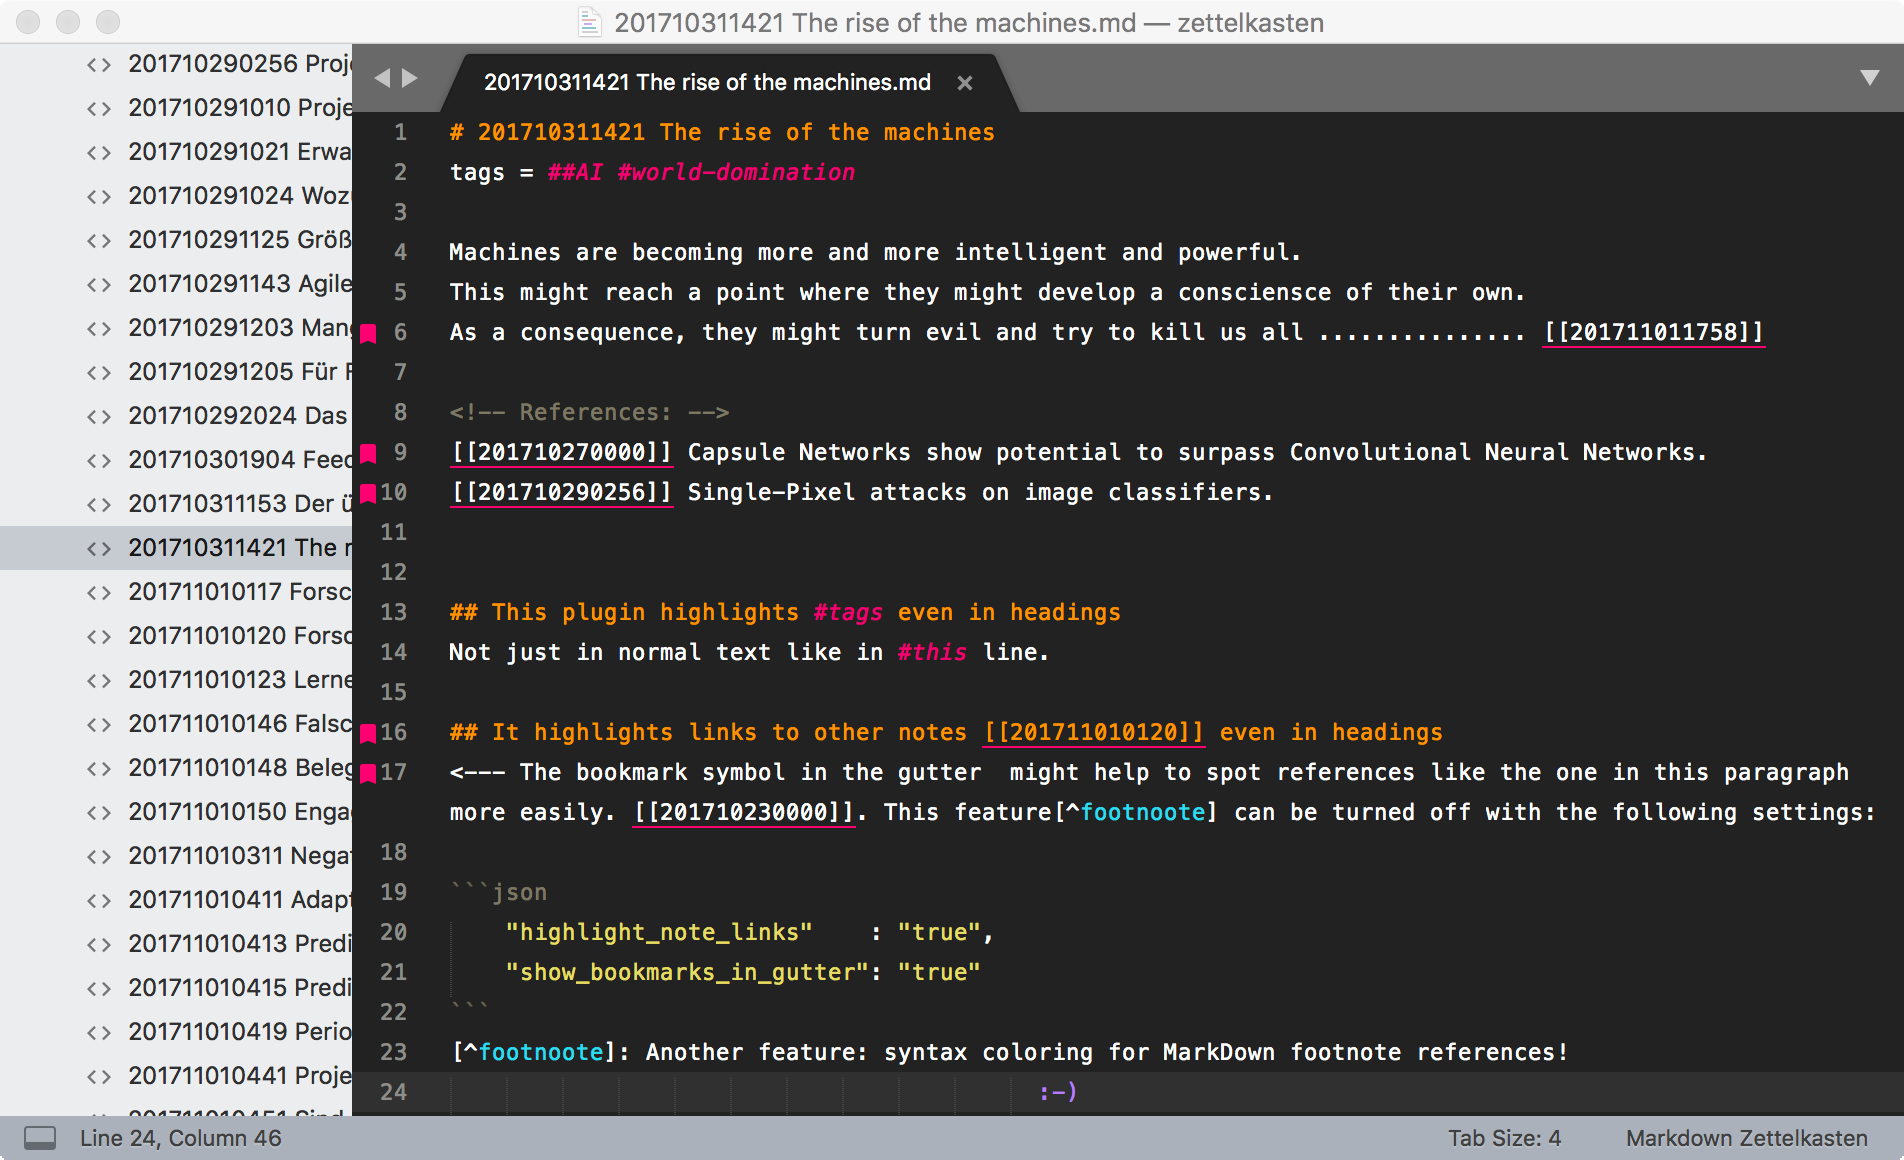 201710311421 The rise of the machines.md — zettelkasten
201710290256 Proj
201710291010 Proje
201710291021 Erwa
201710291024 Woz
201710291125 Größ
201710291143 Agile
201710291203 Man
201710291205 Für
201710292024 Das
201710301904 Feed
201710311153 Der ü
201710311421 The r
201711010117 Forsc
201711010120 Forsc
201711010123 Lerne
201711010146 Falsc
201711010148 Beleg
201711010150 Enga
201711010311 Negat
201711010411 Adapt
201711010413 Predi
201711010415 Predi
201711010419 Perio
201711010441 Proje
201711010451 Sind
201710311421 The rise of the machines.md ×
1 # 201710311421 The rise of the machines
2 tags = ##AI #world-domination
3
4 Machines are becoming more and more intelligent and powerful.
5 This might reach a point where they might develop a consciensce of their own.
6 As a consequence, they might turn evil and try to kill us all ............... [[201711011758]]
7
8 <!-- References: -->
9 [[201710270000]] Capsule Networks show potential to surpass Convolutional Neural Networks.
10 [[201710290256]] Single-Pixel attacks on image classifiers.
11
12
13 ## This plugin highlights #tags even in headings
14 Not just in normal text like in #this line.
15
16 ## It highlights links to other notes [[201711010120]] even in headings
17 <--- The bookmark symbol in the gutter  might help to spot references like the one in this paragraph
more easily. [[201710230000]]. This feature[^footnoote] can be turned off with the following settings:
18
19 ```json
20 "highlight_note_links"    : "true",
21 "show_bookmarks_in_gutter": "true"
22 ```
23 [^footnoote]: Another feature: syntax coloring for MarkDown footnote references!
24 :-)
Line 24, Column 46
Tab Size: 4
Markdown Zettelkasten